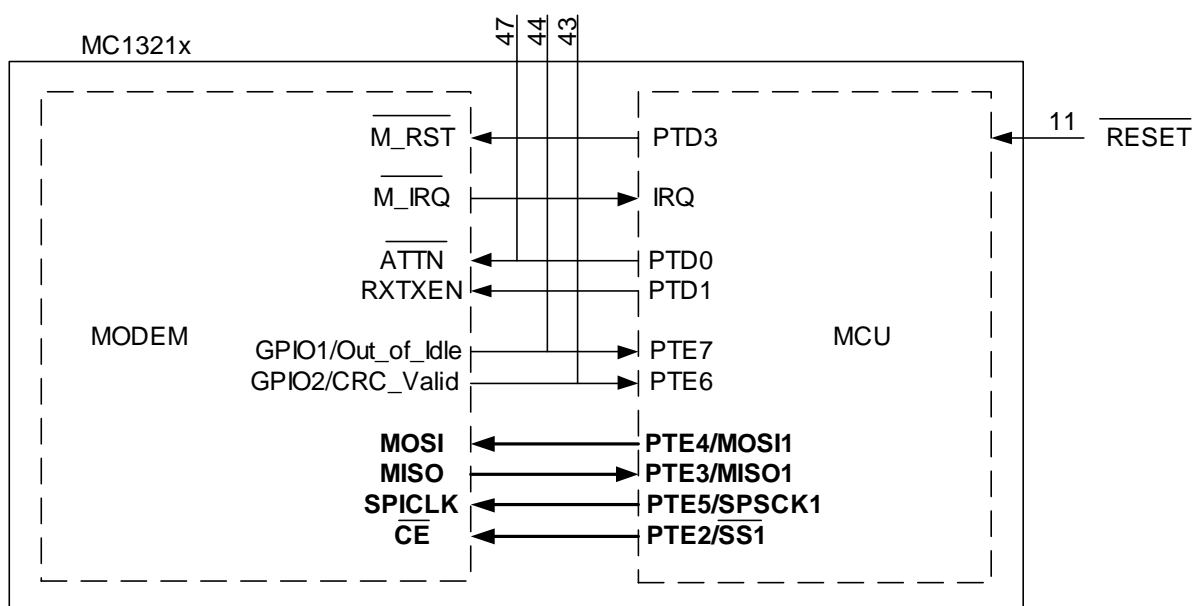 47
44
43
MC1321x
M_RST
PTD3
11
RESET
M_IRQ
IRQ
ATTN
PTD0
RXTXEN
PTD1
MODEM
MCU
GPIO1/Out_of_Idle
PTE7
GPIO2/CRC_Valid
PTE6
MOSI
PTE4/MOSI1
MISO
PTE3/MISO1
SPICLK
PTE5/SPSCK1
CE
PTE2/SS1